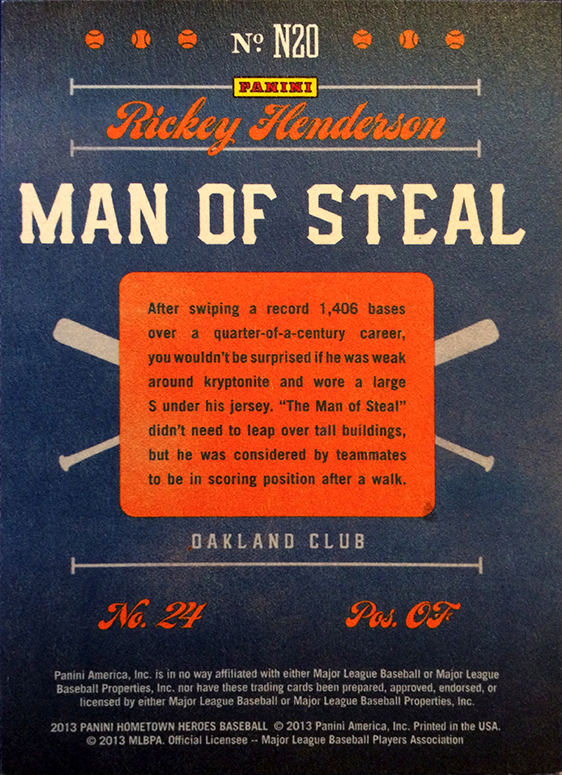 Nº N20
PANINI
Rickey Henderson
MAN OF STEAL
After swiping a record 1,406 bases
over a quarter-of-a-century career,
you wouldn't be surprised if he was weak
around kryptonite and wore a large
S under his jersey. “The Man of Steal”
didn't need to leap over tall buildings,
but he was considered by teammates
to be in scoring position after a walk.
OAKLAND CLUB
No. 24 Pos. OF
Panini America, Inc. is in no way affiliated with either Major League Baseball or Major League
Baseball Properties, Inc. nor have these trading cards been prepared, approved, endorsed, or
licensed by either Major League Baseball or Major League Baseball Properties, Inc.
2013 PANINI HOMETOWN HEROES BASEBALL © 2013 Panini America, Inc. Printed in the USA.
© 2013 MLBPA. Official Licensee -- Major League Baseball Players Association